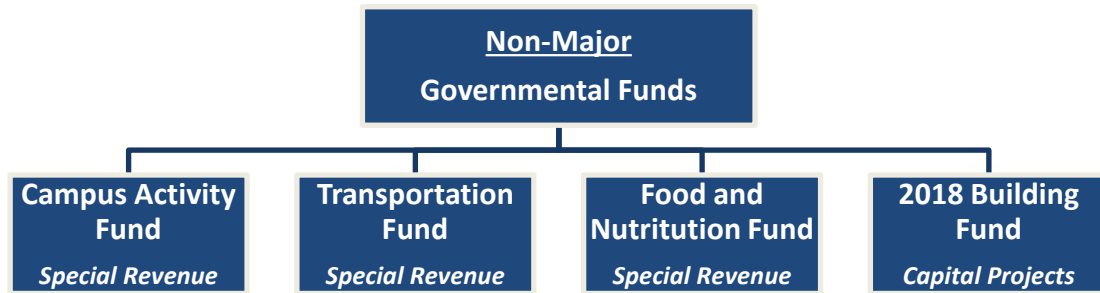 Non-Major
Governmental Funds
Campus Activity
Fund
Special Revenue
Transportation
Fund
Special Revenue
Food and
Nutritution Fund
Special Revenue
2018 Building
Fund
Capital Projects